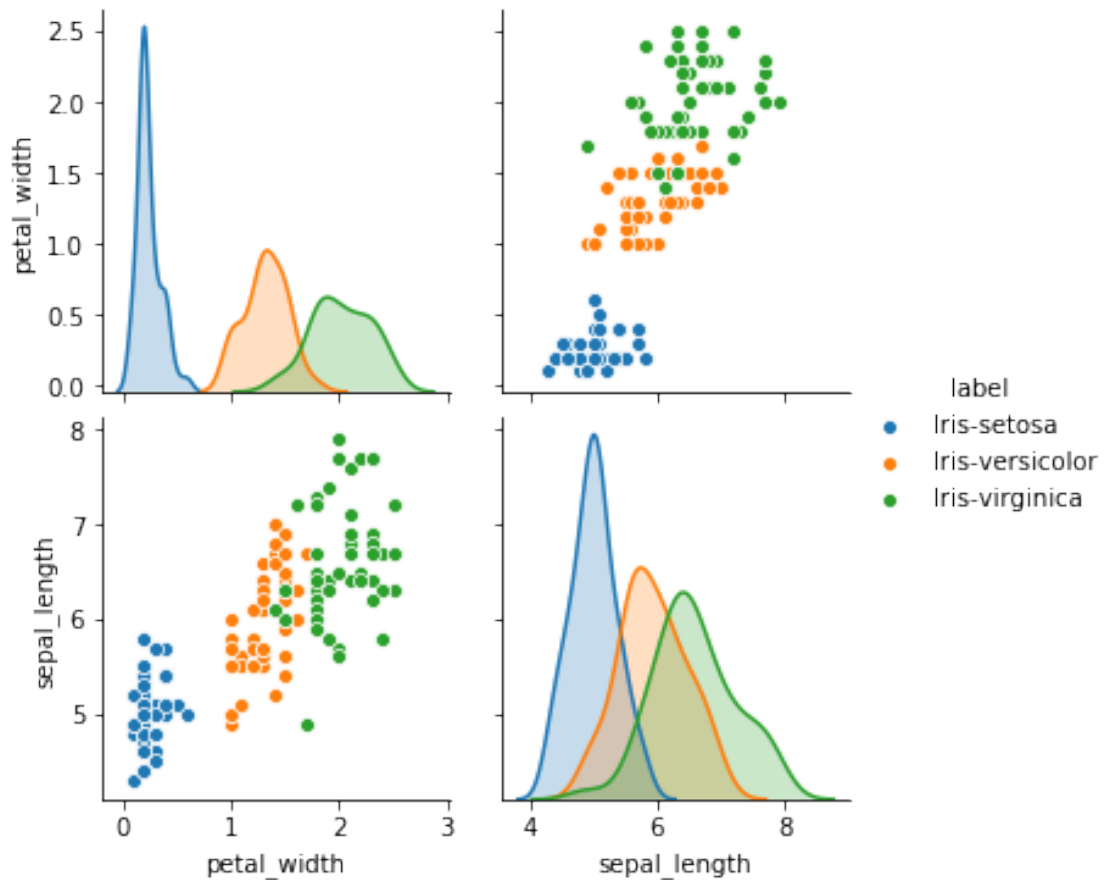 2.5
2.0
1.5
1.0
0.5
0.0
petal_width
label
Iris-setosa
Iris-versicolor
Iris-virginica
8
7
6
5
sepal_length
0 1 2 3
petal_width
4 6 8
sepal_length